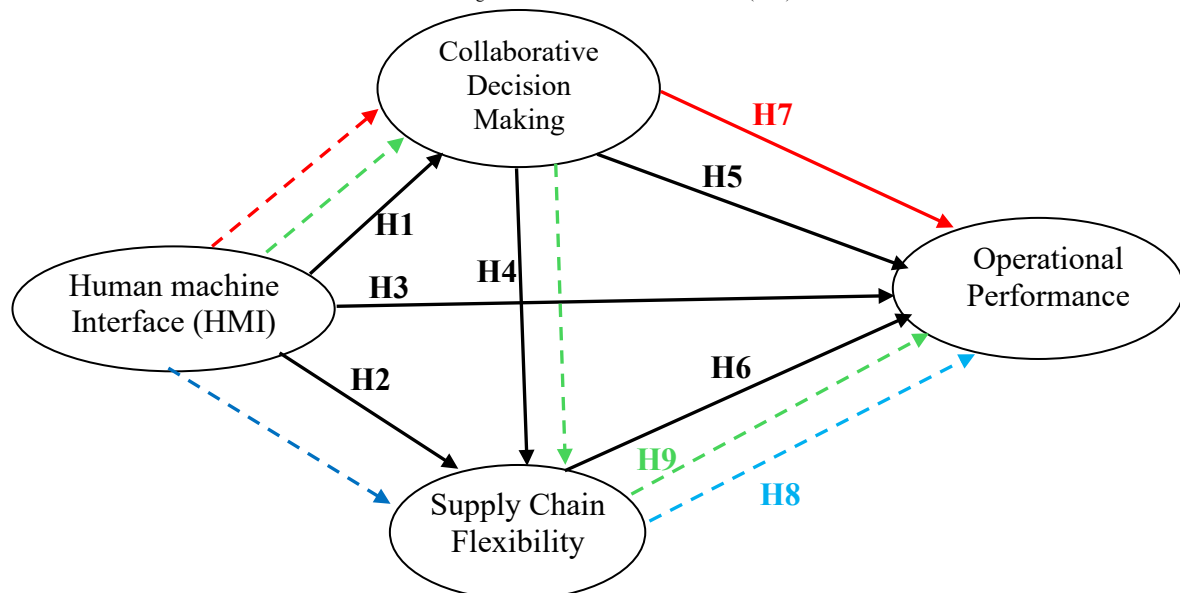 Collaborative
Decision
Making
H7
H5
H1
H4
Human machine
Interface (HMI)
H3
Operational
Performance
H2
H6
H9
H8
Supply Chain
Flexibility